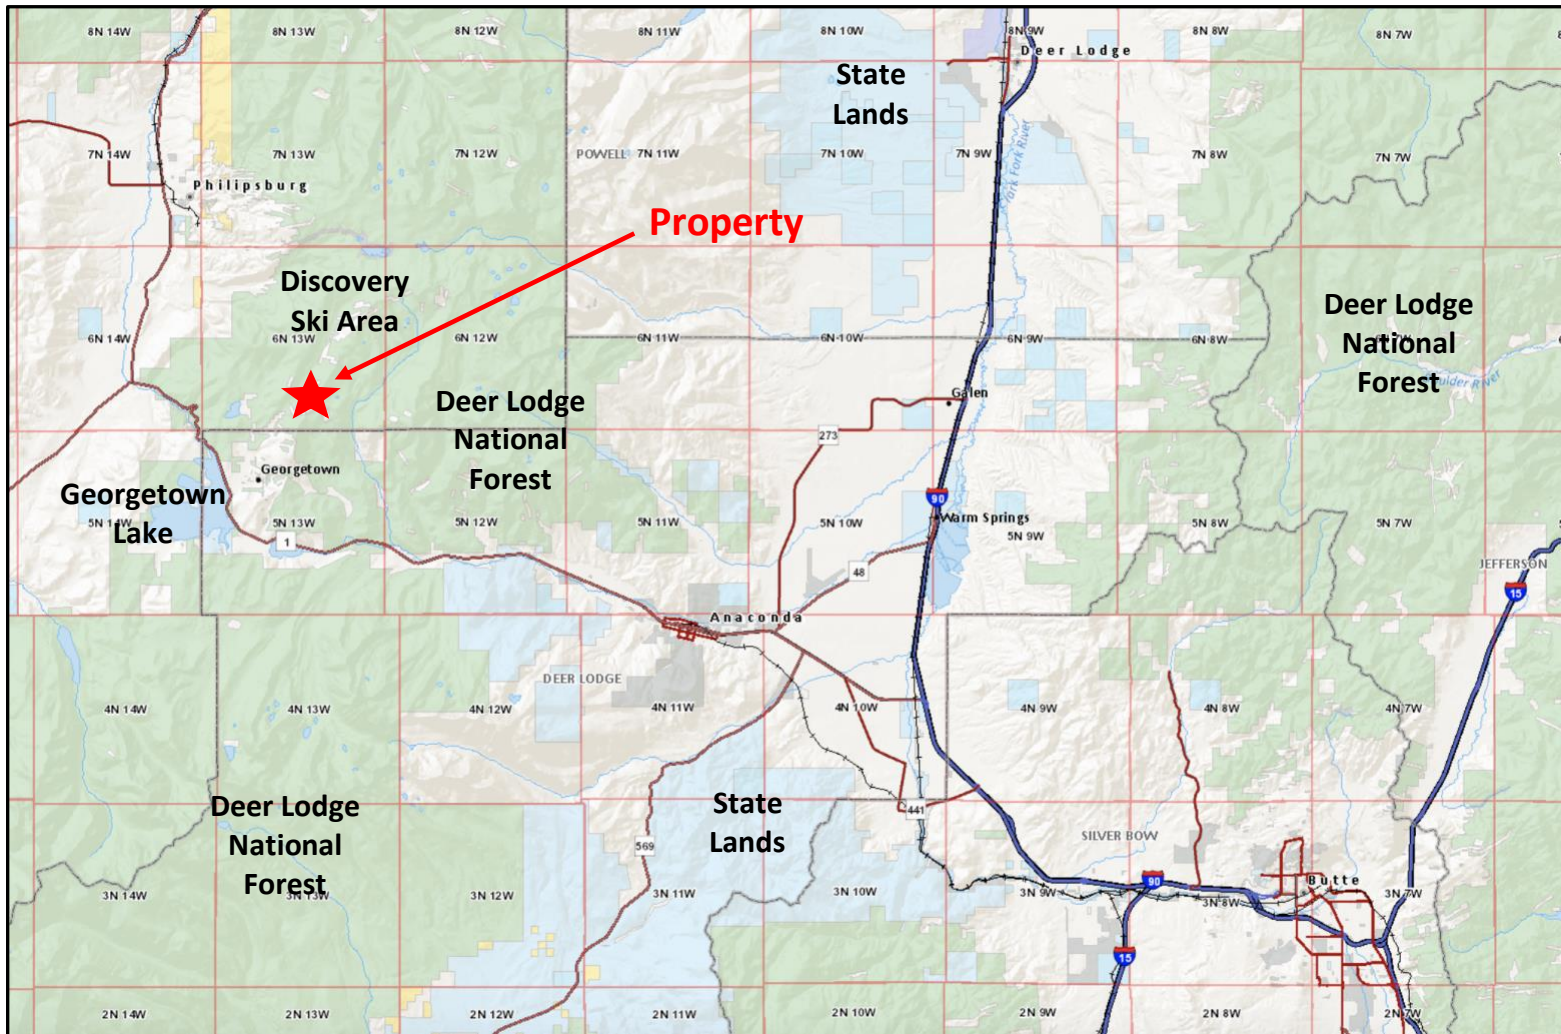 8N 14W
8N 13W
8N 12W
8N 11W
8N 10W
8N 9W
8N 8W
8N 7W
Deer Lodge
State
Lands
7N 14W
7N 13W
7N 12W
POWELL
7N 11W
7N 10W
7N 9W
7N 8W
7N 7W
Philipsburg
Property
Discovery
Ski Area
6N 14W
6N 13W
6N 12W
6N 11W
6N 10W
6N 9W
6N 8W
Deer Lodge
National
Forest
Galen
Deer Lodge
National
Forest
273
Georgetown
Georgetown
Lake
90
Warm Springs
5N 13W
5N 12W
5N 11W
5N 10W
5N 9W
5N 8W
5N 7W
1
48
JEFFERSON
15
Anaconda
DEER LODGE
4N 14W
4N 13W
4N 12W
4N 11W
4N 10W
4N 9W
4N 8W
4N 7W
Deer Lodge
National
Forest
State
Lands
441
569
SILVER BOW
90
Butte
3N 14W
3N 13W
3N 12W
3N 11W
3N 10W
3N 9W
3N 8W
3N 7W
15
2N 14W
2N 13W
2N 12W
2N 11W
2N 10W
2N 9W
2N 8W
2N 7W